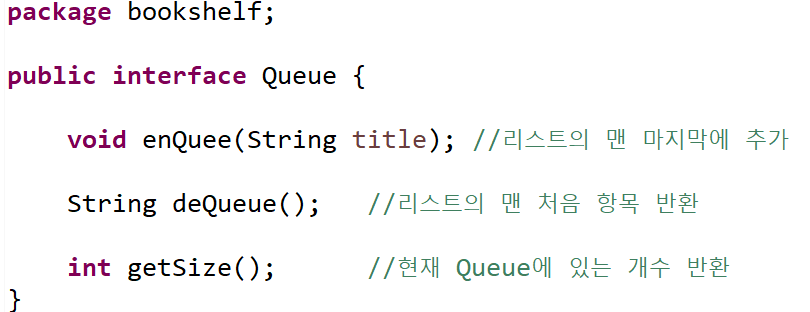 package bookshelf;
public interface Queue {
void enQuee(String title); //리스트의 맨 마지막에 추가
String deQueue(); //리스트의 맨 처음 항목 반환
int getSize(); //현재 Queue에 있는 개수 반환
}